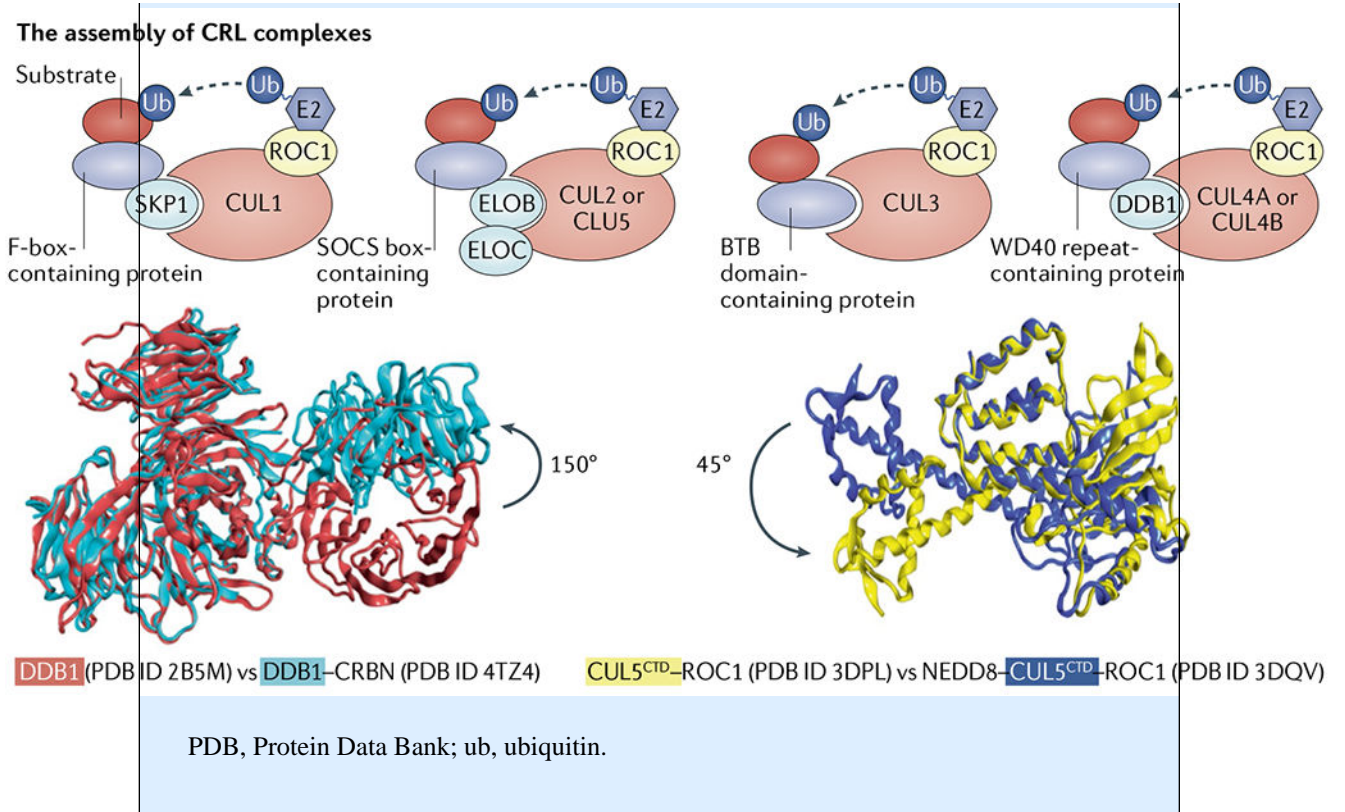 The assembly of CRL complexes
Substrate
Ub
Ub
E2
ROC1
SKP1
CUL1
F-box-
containing protein
Ub
Ub
E2
ROC1
ELOB
ELOC
CUL2 or
CLU5
SOCS box-
containing
protein
Ub
Ub
E2
ROC1
CUL3
BTB
domain-
containing protein
Ub
Ub
E2
ROC1
DDB1
CUL4A or
CUL4B
WD40 repeat-
containing protein
150°
45°
DDB1 (PDB ID 2B5M) vs DDB1–CRBN (PDB ID 4TZ4)
CUL5CTD–ROC1 (PDB ID 3DPL) vs NEDD8–CUL5CTD–ROC1 (PDB ID 3DQV)
PDB, Protein Data Bank; ub, ubiquitin.